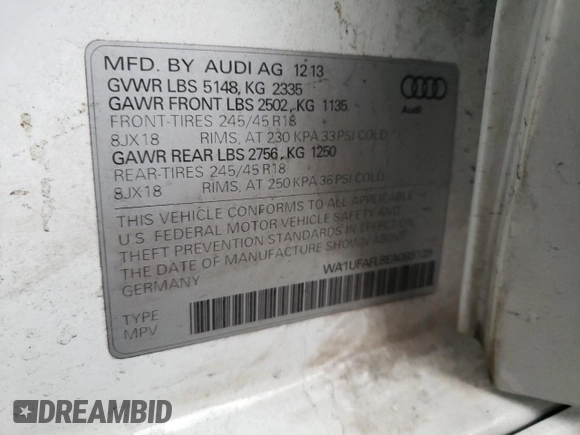 MFD. BY AUDI AG 12 13
GVWR LBS 5148, KG 2335
GAWR FRONT LBS 2502, KG 1135
FRONT-TIRES 245/45 R18
8JX18 RIMS, AT 230 KPA 33 PSI COLD
GAWR REAR LBS 2756, KG 1250
REAR-TIRES 245/45 R18
8JX18 RIMS, AT 250 KPA 36 PSI COLD
Audi
THIS VEHICLE CONFORMS TO ALL APPLICABLE
U.S FEDERAL MOTOR VEHICLE SAFETY AND
THEFT PREVENTION STANDARDS IN EFFECT ON
THE DATE OF MANUFACTURE SHOWN ABOVE
GERMANY
TYPE
MPV
DREAMBID